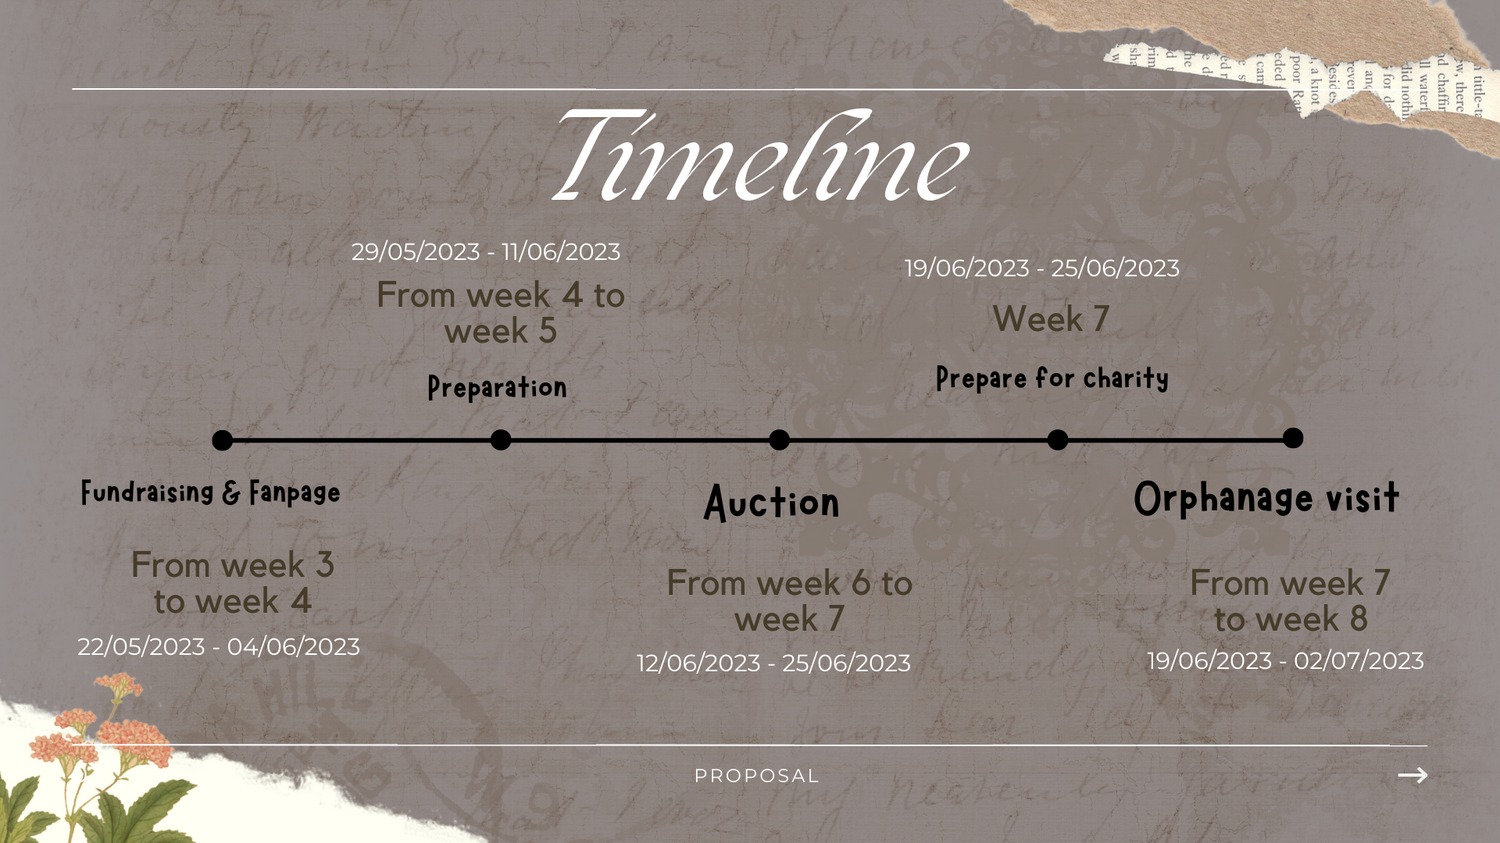 Timeline
29/05/2023 - 11/06/2023
From week 4 to
week 5
Preparation
19/06/2023 - 25/06/2023
Week 7
Prepare for charity
Fundraising & Fanpage
From week 3
to week 4
22/05/2023 - 04/06/2023
Auction
From week 6 to
week 7
12/06/2023 - 25/06/2023
Orphanage visit
From week 7
to week 8
19/06/2023 - 02/07/2023
PROPOSAL